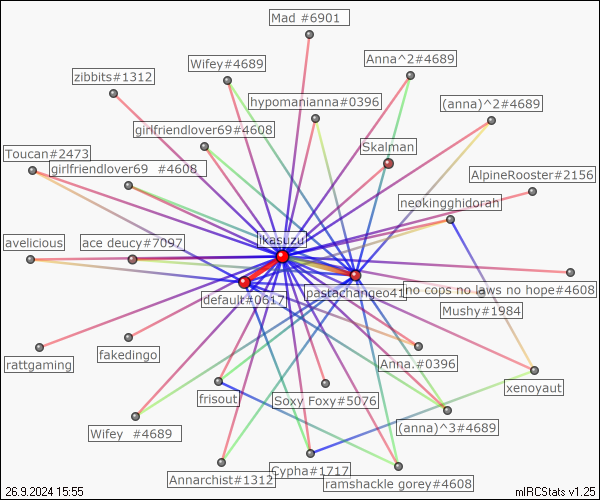 Mad #6901
Wifey#4689
Anna^2#4689
zibbits#1312
hypomanianna#0396
(anna)^2#4689
girlfriendlover69#4608
Toucan#2473
Skalman
girlfriendlover69 #4608
AlpineRooster#2156
neokingghidorah
avelicious
ace deucy#7097
ikasuzu
default#0617
pastachangeo41
no cops no laws no hope#4608
Mushy#1984
rattgaming
fakedingo
Anna.#0396
xenoyaut
frisout
Soxy Foxy#5076
Wifey #4689
(anna)^3#4689
Annarchist#1312
Cypha#1717
ramshackle gorey#4608
26.9.2024 15:55
mIRCStats v1.25